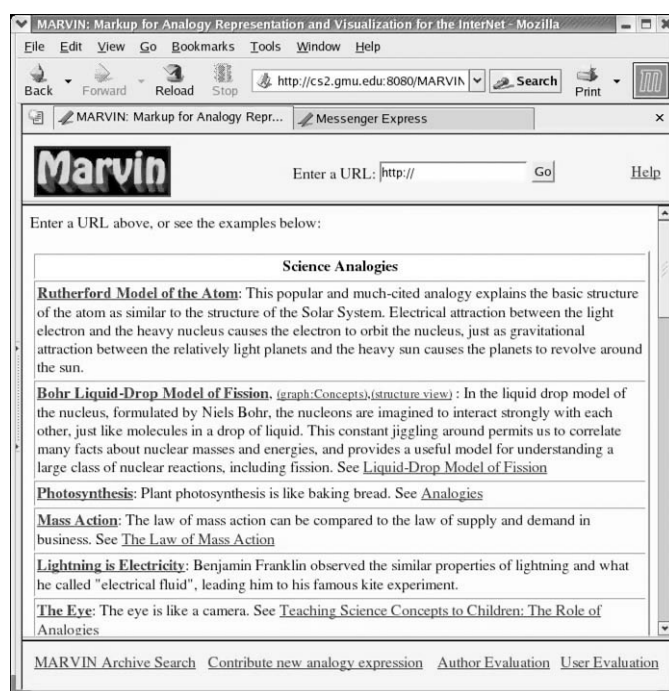 MARVIN: Markup for Analogy Representation and Visualization for the InterNet - Mozilla
File Edit View Go Bookmarks Tools Window Help
Back Forward Reload Stop http://cs2.gmu.edu:8080/MARVIN Search Print
MARVIN: Markup for Analogy Repr... Messenger Express
Marvin Enter a URL: http:// Go Help
Enter a URL above, or see the examples below:
Science Analogies
Rutherford Model of the Atom: This popular and much-cited analogy explains the basic structure
of the atom as similar to the structure of the Solar System. Electrical attraction between the light
electron and the heavy nucleus causes the electron to orbit the nucleus, just as gravitational
attraction between the relatively light planets and the heavy sun causes the planets to revolve around
the sun.
Bohr Liquid-Drop Model of Fission, (graph:Concepts),(structure view) : In the liquid drop model of
the nucleus, formulated by Niels Bohr, the nucleons are imagined to interact strongly with each
other, just like molecules in a drop of liquid. This constant jiggling around permits us to correlate
many facts about nuclear masses and energies, and provides a useful model for understanding a
large class of nuclear reactions, including fission. See Liquid-Drop Model of Fission
Photosynthesis: Plant photosynthesis is like baking bread. See Analogies
Mass Action: The law of mass action can be compared to the law of supply and demand in
business. See The Law of Mass Action
Lightning is Electricity: Benjamin Franklin observed the similar properties of lightning and what
he called "electrical fluid", leading him to his famous kite experiment.
The Eye: The eye is like a camera. See Teaching Science Concepts to Children: The Role of
Analogies
MARVIN Archive Search Contribute new analogy expression Author Evaluation User Evaluation